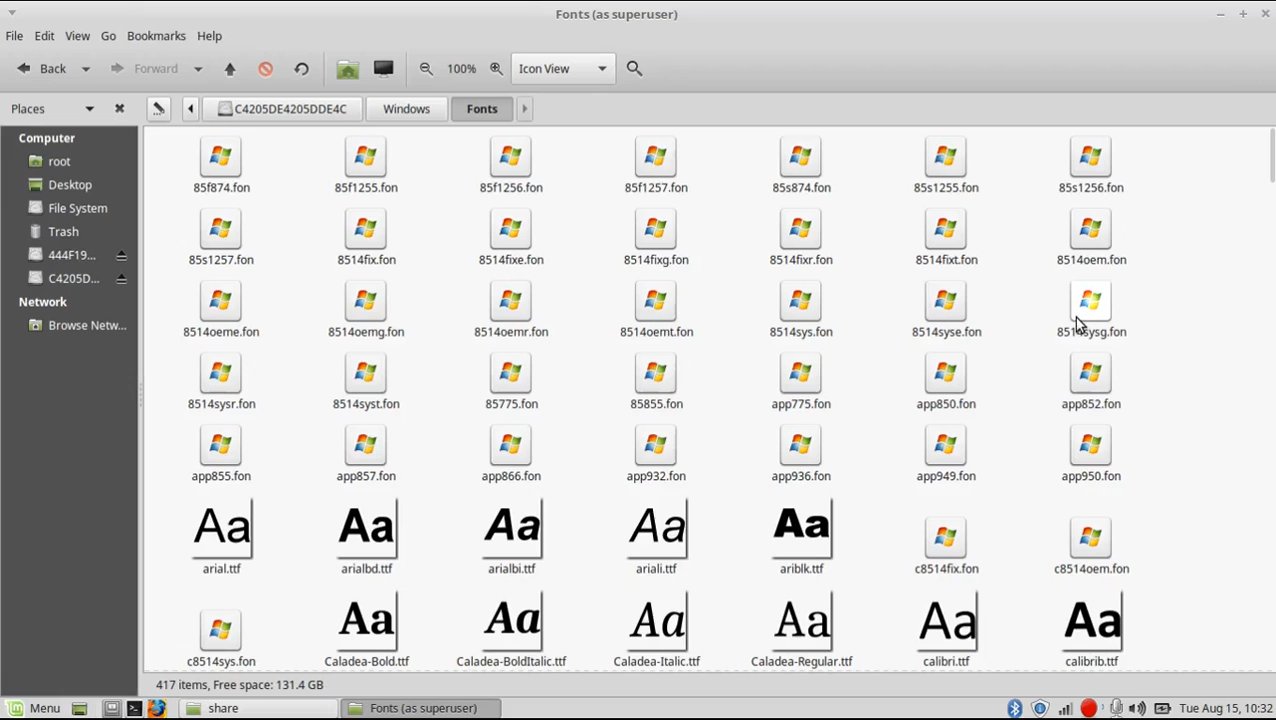 Fonts (as superuser)
File Edit View Go Bookmarks Help
Back Forward 100% Icon View
Places C4205DE4205DDE4C Windows Fonts
Computer
root
Desktop
File System
Trash
444F19...
C4205D...
Network
Browse Netw...
85f874.fon 85f1255.fon 85f1256.fon 85f1257.fon 85s874.fon 85s1255.fon 85s1256.fon
85s1257.fon 8514fix.fon 8514fixe.fon 8514fixg.fon 8514fixr.fon 8514fixt.fon 8514oem.fon
8514oeme.fon 8514oemg.fon 8514oemr.fon 8514oemt.fon 8514sys.fon 8514syse.fon 8514sysg.fon
8514sysr.fon 8514syst.fon 85775.fon 85855.fon app775.fon app850.fon app852.fon
app855.fon app857.fon app866.fon app932.fon app936.fon app949.fon app950.fon
Aa Aa Aa Aa Aa
arial.ttf arialbd.ttf arialbi.ttf ariali.ttf ariblk.ttf c8514fix.fon c8514oem.fon
Aa Aa Aa Aa Aa Aa
c8514sys.fon Caladea-Bold.ttf Caladea-BoldItalic.ttf Caladea-Italic.ttf Caladea-Regular.ttf calibri.ttf calibrib.ttf
417 items, Free space: 131.4 GB
Menu share Fonts (as superuser) Tue Aug 15, 10:32